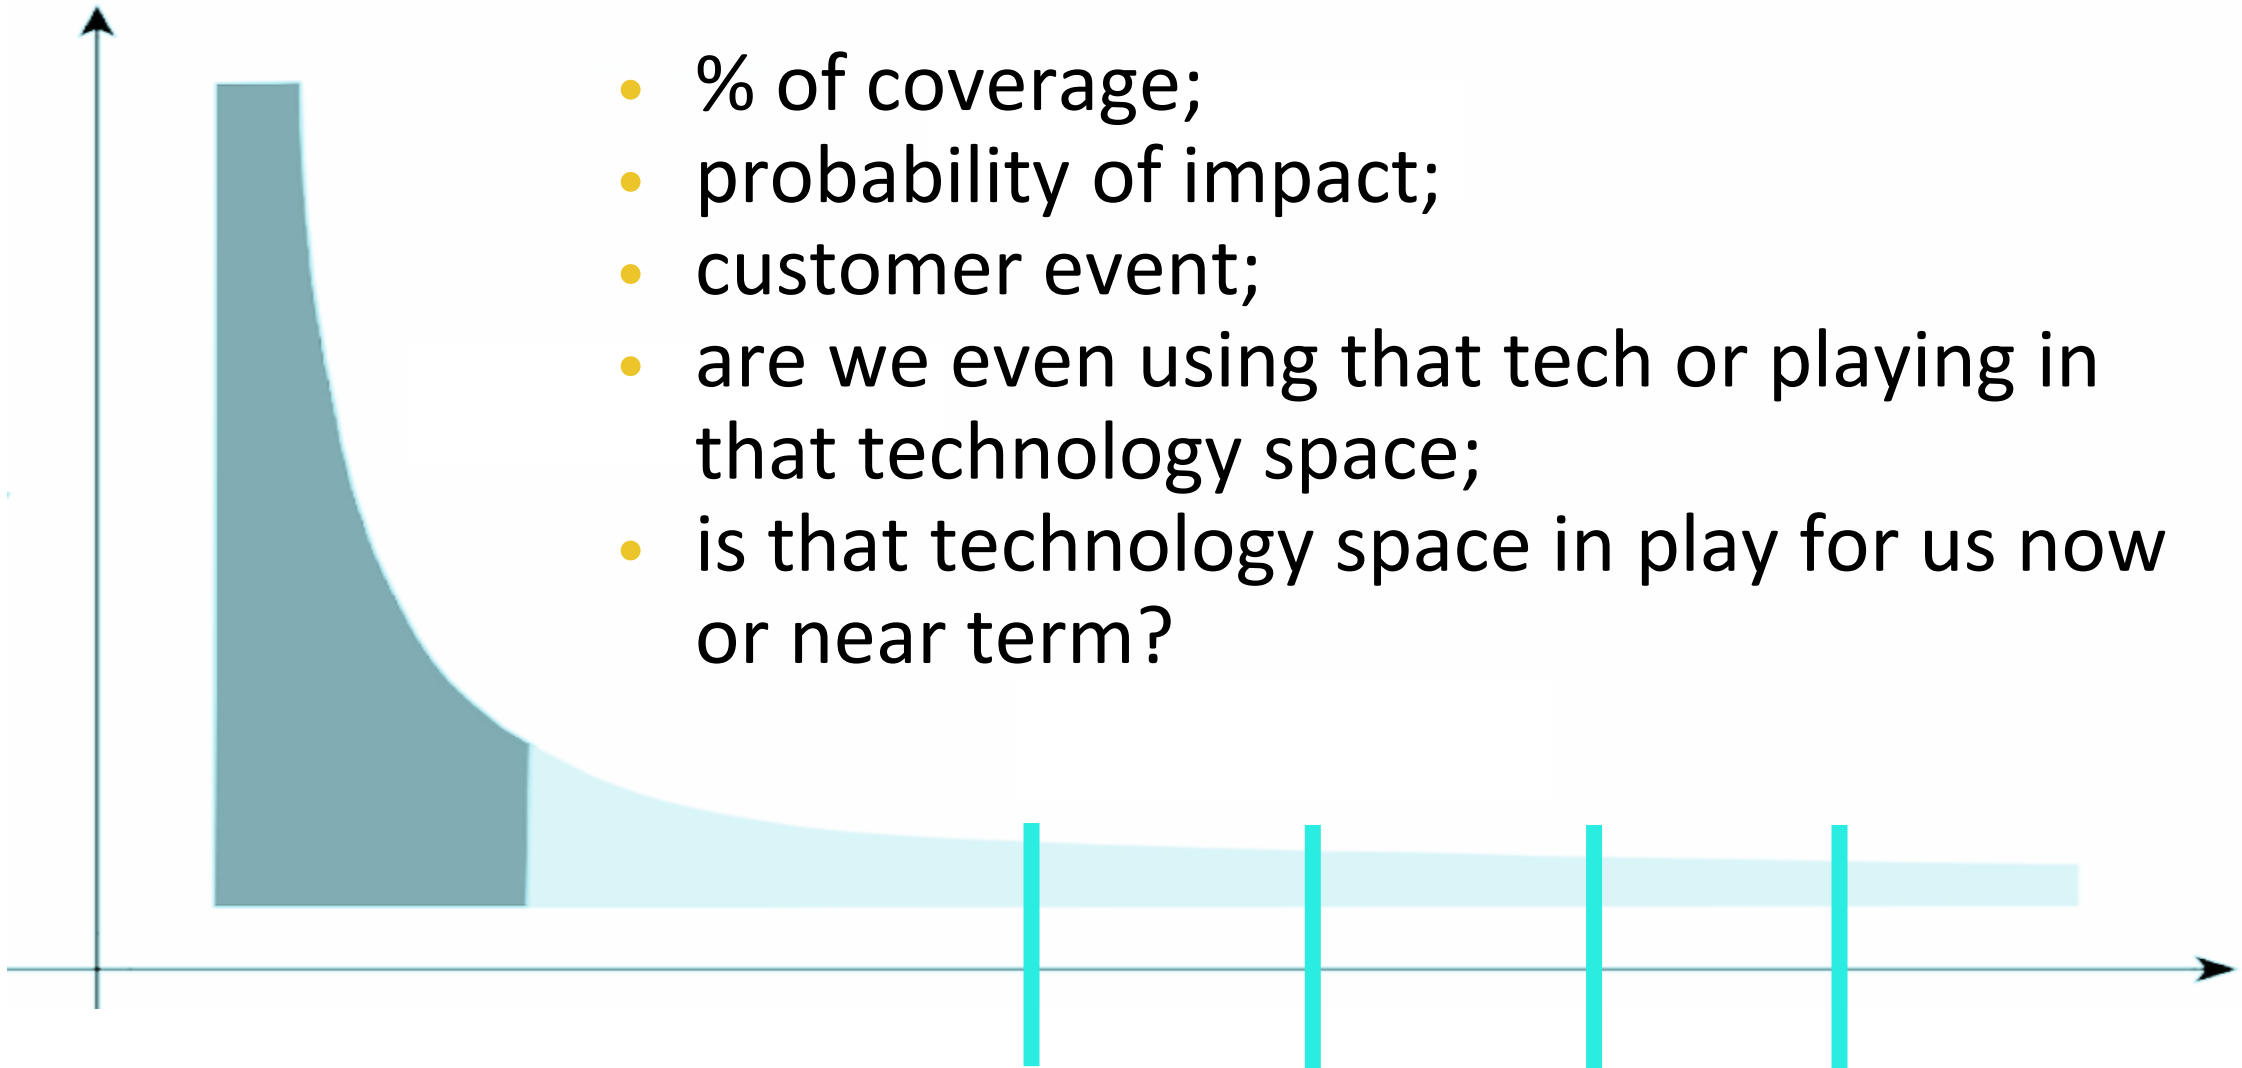 • % of coverage;
• probability of impact;
• customer event;
• are we even using that tech or playing in
that technology space;
• is that technology space in play for us now
or near term?